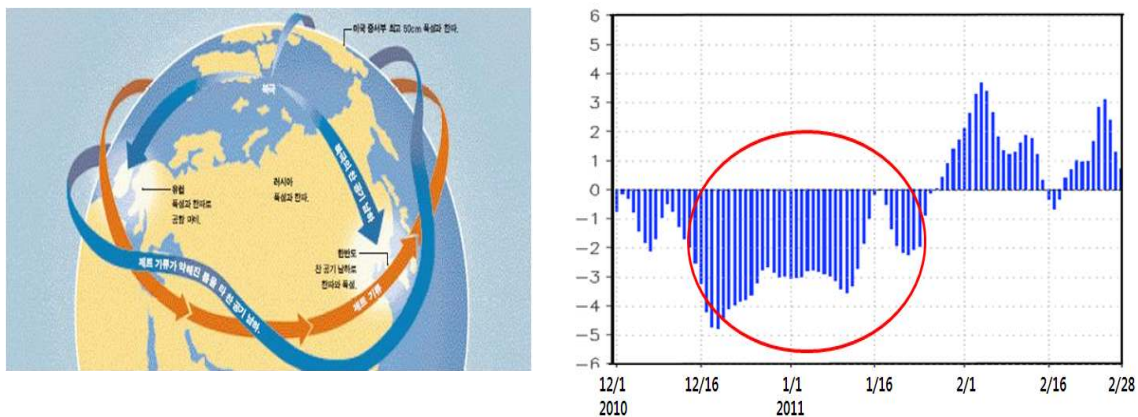 미국 중서부 최고 50cm 폭설과 한파.
북극의 찬 공기 남하
유럽
폭설과 한파로
공항 마비.
러시아
폭설과 한파.
한반도
찬 공기 남하로
한파와 폭설.
제트 기류가 약해진 틈을 타 찬 공기 남하.
제트 기류
6
5
4
3
2
1
0
-1
-2
-3
-4
-5
-6
12/1 12/16 1/1 1/16 2/1 2/16 2/28
2010 2011